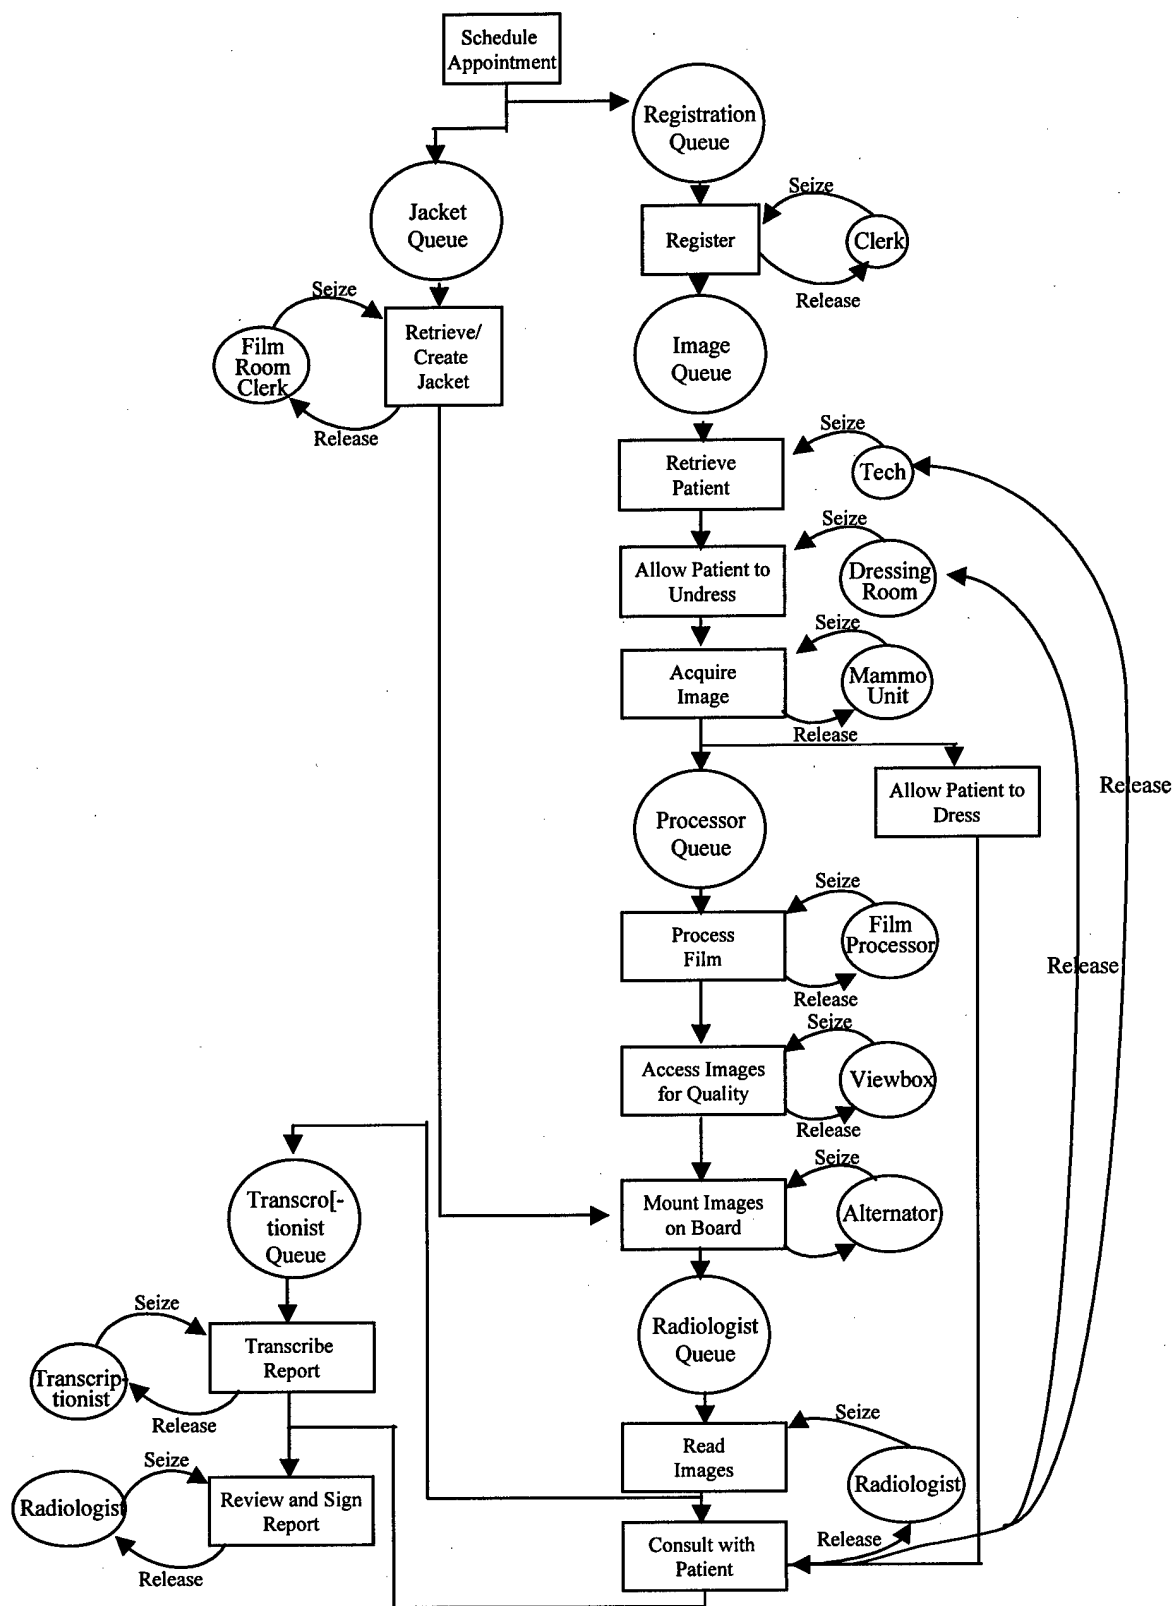 Schedule
Appointment
Registration
Queue
Seize
Jacket
Queue
Register
Clerk
Release
Seize
Film
Room
Clerk
Retrieve/
Create
Jacket
Release
Image
Queue
Seize
Retrieve
Patient
Tech
Seize
Allow Patient to
Undress
Dressing
Room
Seize
Acquire
Image
Mammo
Unit
Release
Processor
Queue
Allow Patient to
Dress
Release
Seize
Process
Film
Film
Processor
Release
Release
Seize
Access Images
for Quality
Viewbox
Release
Seize
Mount Images
on Board
Alternator
Transcro[-
tionist
Queue
Radiologist
Queue
Seize
Transcribe
Report
Transcrip-
tionist
Release
Seize
Read
Images
Radiologist
Seize
Radiologist
Review and Sign
Report
Release
Consult with
Patient
Release